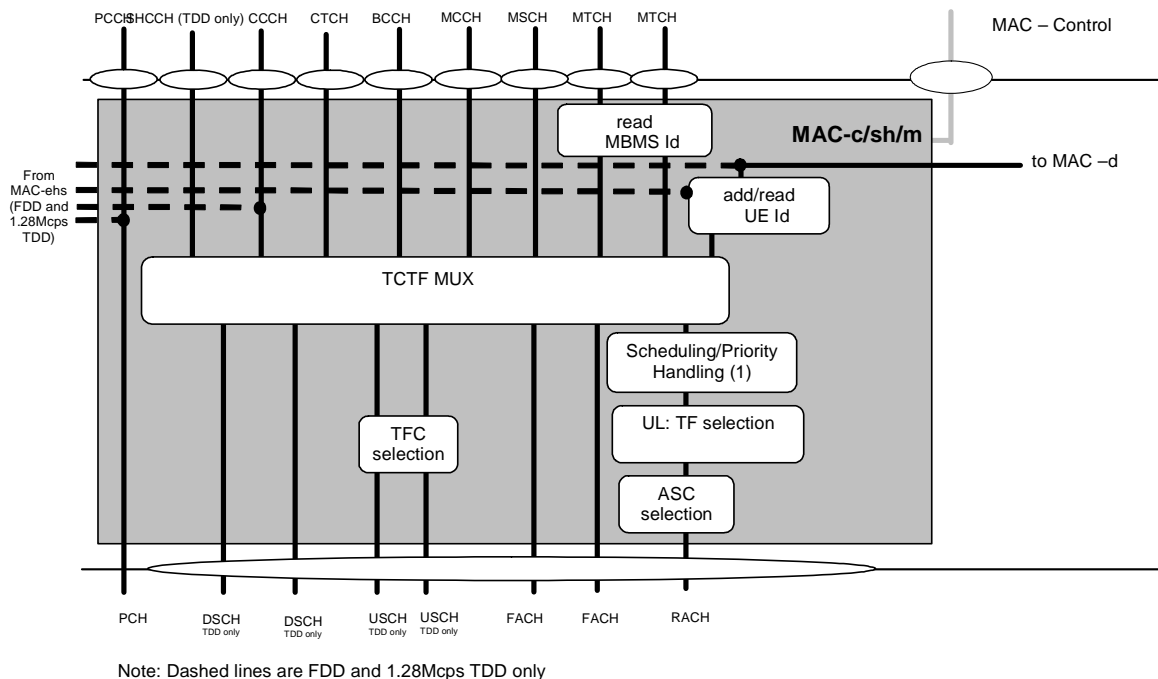 PCCH SHCCH (TDD only) CCCH CTCH BCCH MCCH MSCH MTCH MTCH
MAC – Control
read
MBMS Id
MAC-c/sh/m
to MAC –d
From
MAC-ehs
(FDD and
1.28Mcps
TDD)
add/read
UE Id
TCTF MUX
Scheduling/Priority
Handling (1)
UL: TF selection
TFC
selection
ASC
selection
PCH DSCH DSCH USCH USCH FACH FACH RACH
TDD only TDD only TDD only TDD only
Note: Dashed lines are FDD and 1.28Mcps TDD only